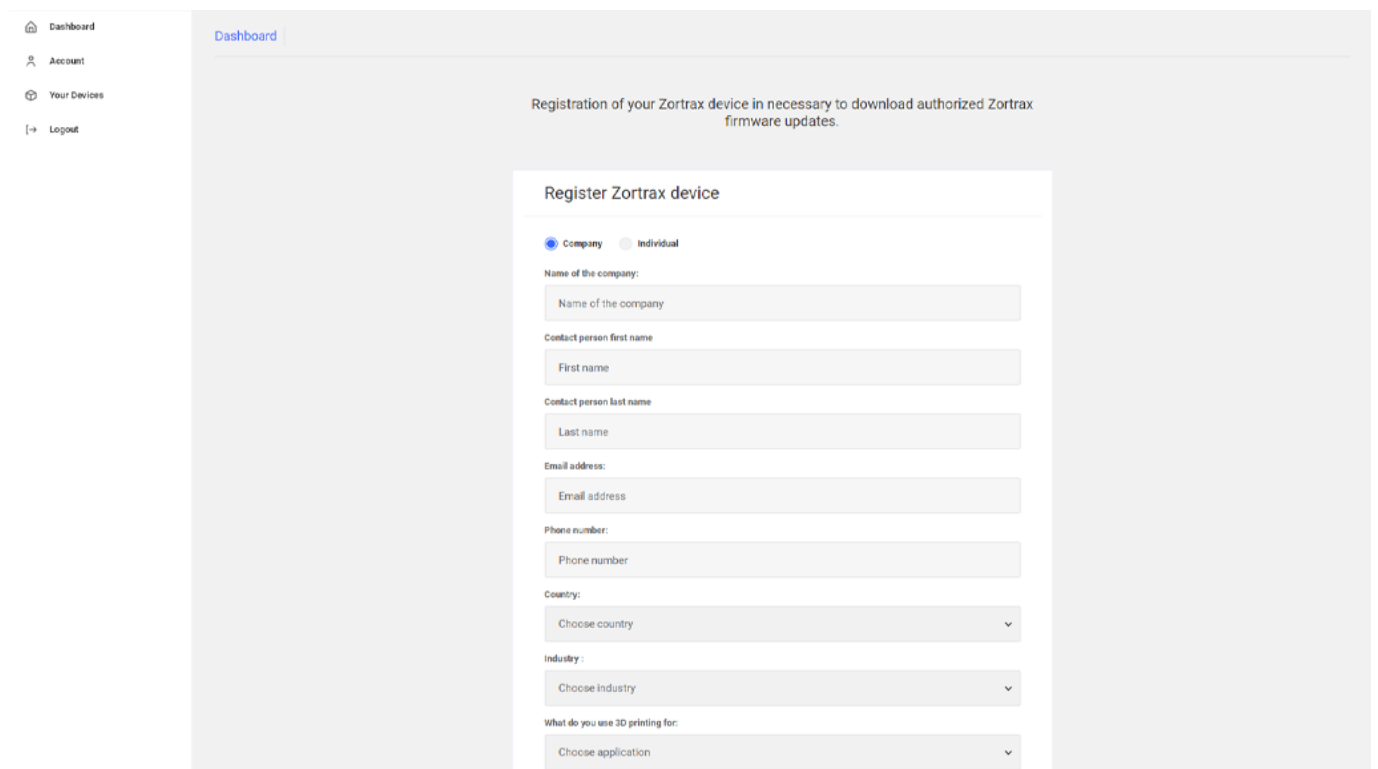 Dashboard
Account
Your Devices
Logout
Dashboard
Registration of your Zortrax device in necessary to download authorized Zortrax
firmware updates.
Register Zortrax device
Company Individual
Name of the company:
Name of the company
Contact person first name
First name
Contact person last name
Last name
Email address:
Email address
Phone number:
Phone number
Country:
Choose country
Industry :
Choose industry
What do you use 3D printing for:
Choose application